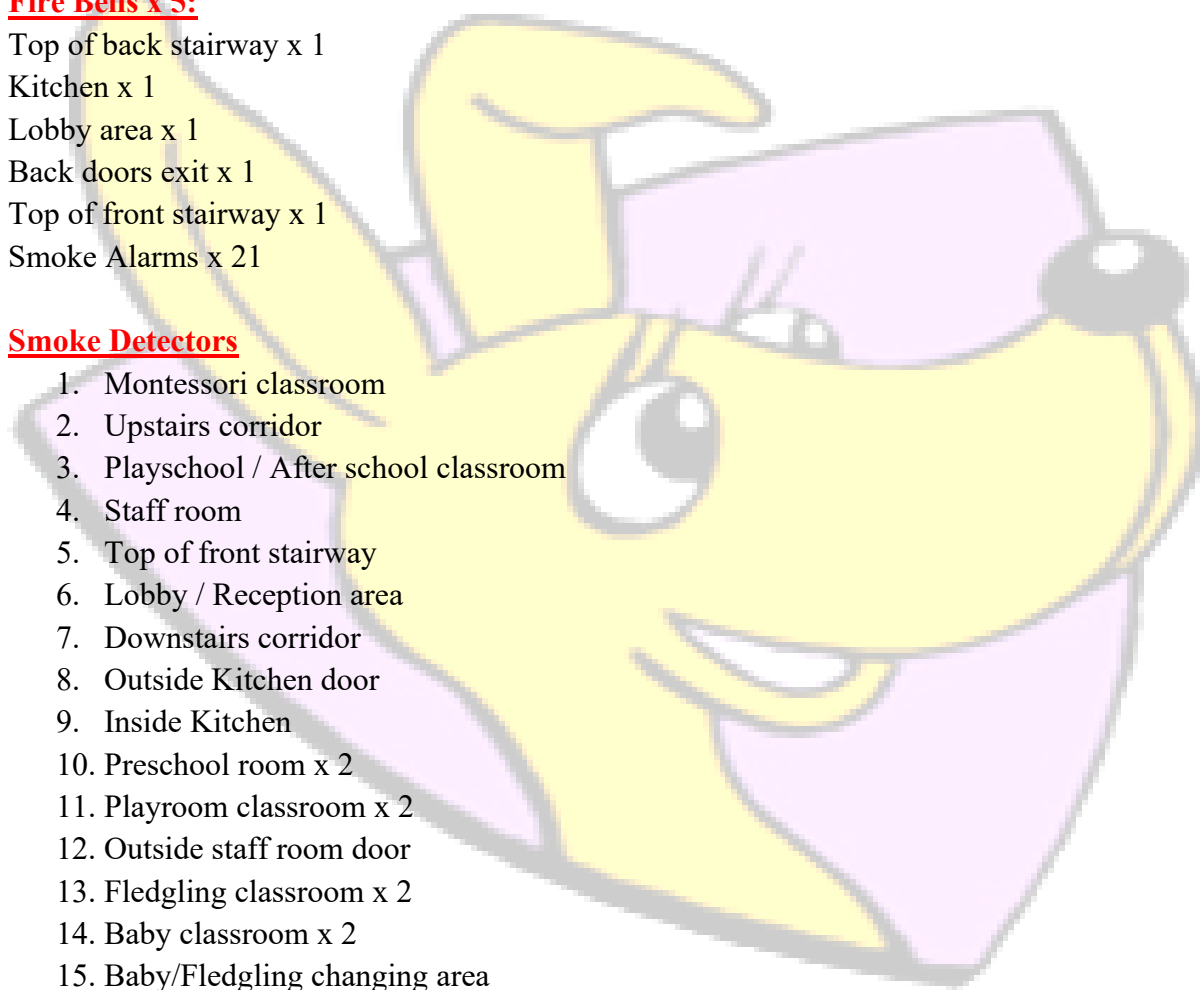 Fire Bells x 5:
Top of back stairway x 1
Kitchen x 1
Lobby area x 1
Back doors exit x 1
Top of front stairway x 1
Smoke Alarms x 21
Smoke Detectors
1. Montessori classroom
2. Upstairs corridor
3. Playschool / After school classroom
4. Staff room
5. Top of front stairway
6. Lobby / Reception area
7. Downstairs corridor
8. Outside Kitchen door
9. Inside Kitchen
10. Preschool room x 2
11. Playroom classroom x 2
12. Outside staff room door
13. Fledgling classroom x 2
14. Baby classroom x 2
15. Baby/Fledgling changing area